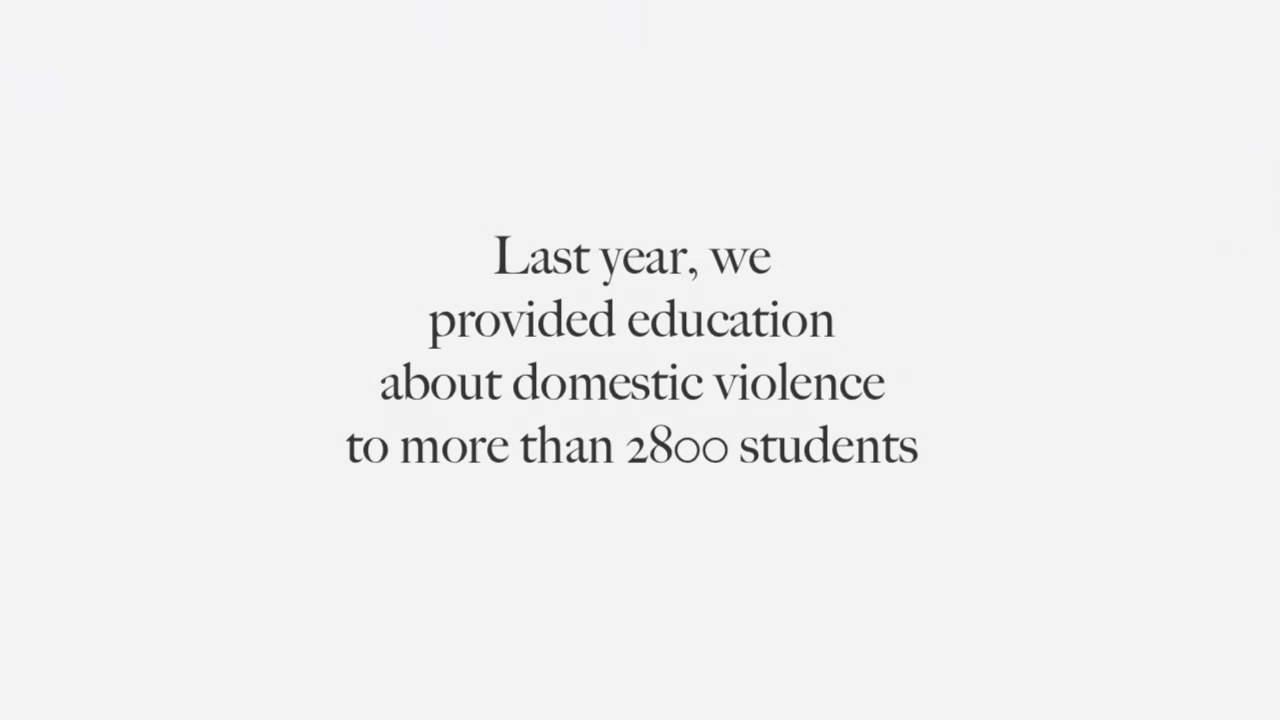 Last year, we
provided education
about domestic violence
to more than 2800 students